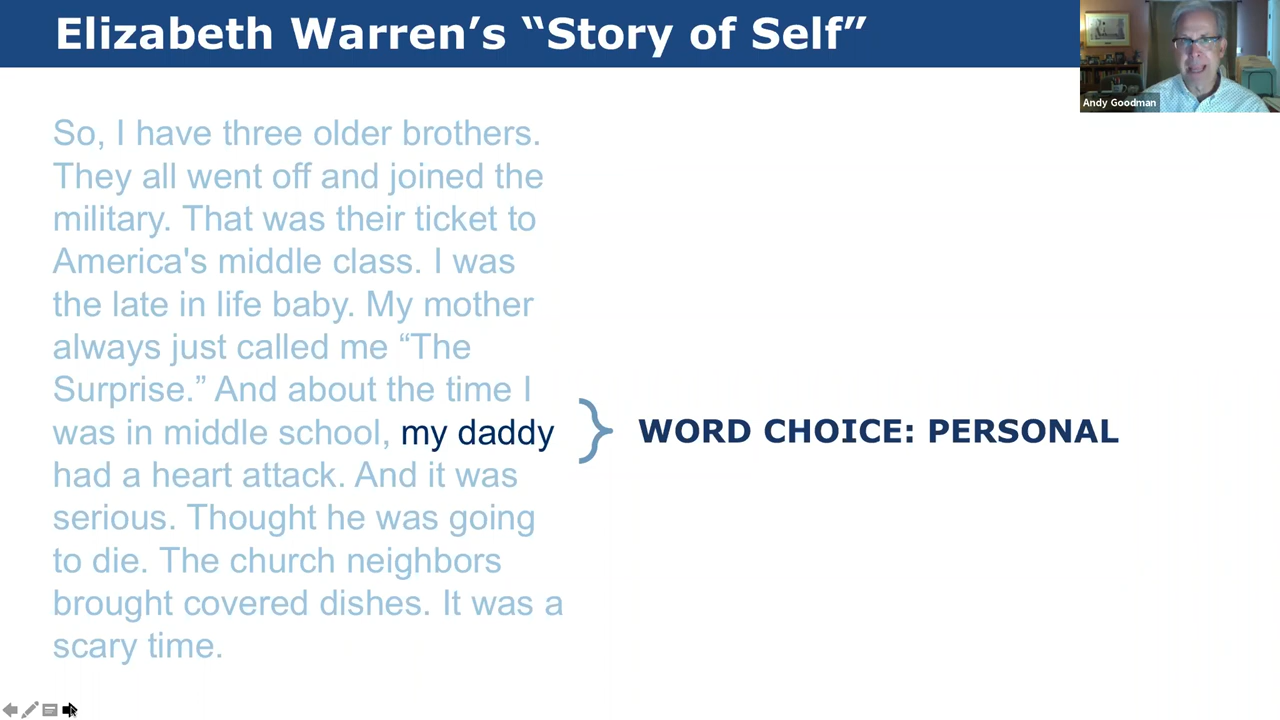 Elizabeth Warren’s “Story of Self”
Andy Goodman
So, I have three older brothers.
They all went off and joined the
military. That was their ticket to
America's middle class. I was
the late in life baby. My mother
always just called me “The
Surprise.” And about the time I
was in middle school, my daddy
had a heart attack. And it was
serious. Thought he was going
to die. The church neighbors
brought covered dishes. It was a
scary time.
WORD CHOICE: PERSONAL